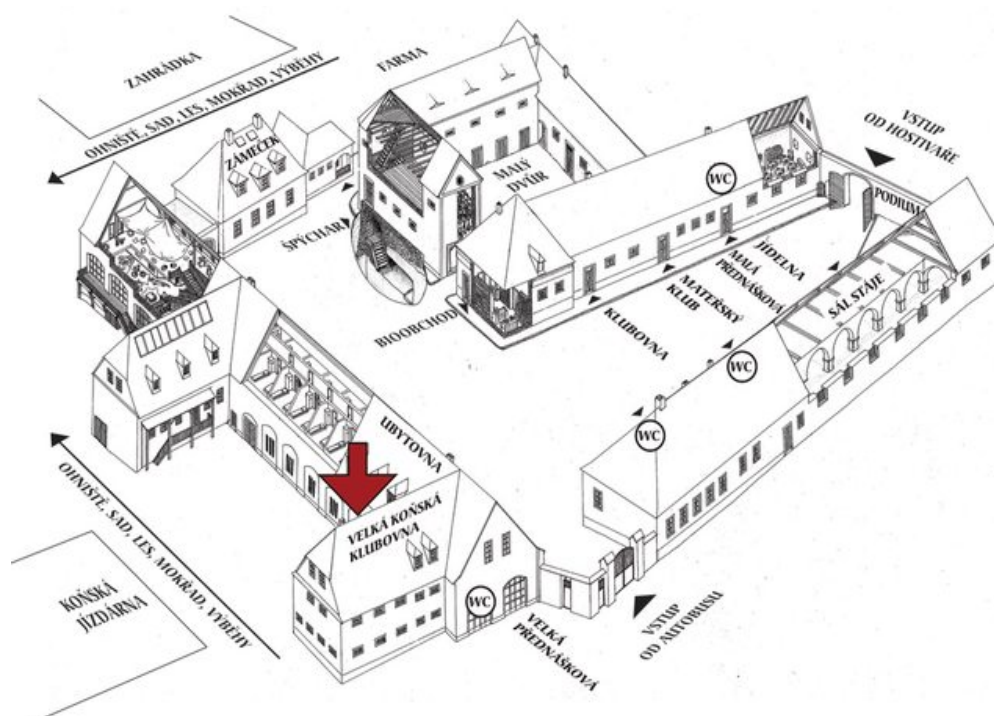 ZAHRÁDKA
OHNIŠTĚ, SAD, LES, MOKŘAD, VÝBĚHY
FARMA
ZÁMEČEK
ŠPÝCHAR
MALÝ
DVŮR
WC
VSTUP
OD HOSTIVAŘE
PODIUM
BIOOBCHOD
KLUBOVNA
MATEŘSKÝ
KLUB
MALÁ
PŘEDNÁŠKOVÁ
JÍDELNA
SÁL STÁJE
WC
WC
UBYTOVNA
VELKÁ KOŇSKÁ
KLUBOVNA
WC
VELKÁ
PŘEDNÁŠKOVÁ
VSTUP
OD AUTOBUSU
OHNIŠTĚ, SAD, LES, MOKŘAD, VÝBĚHY
KOŇSKÁ
JÍZDÁRNA